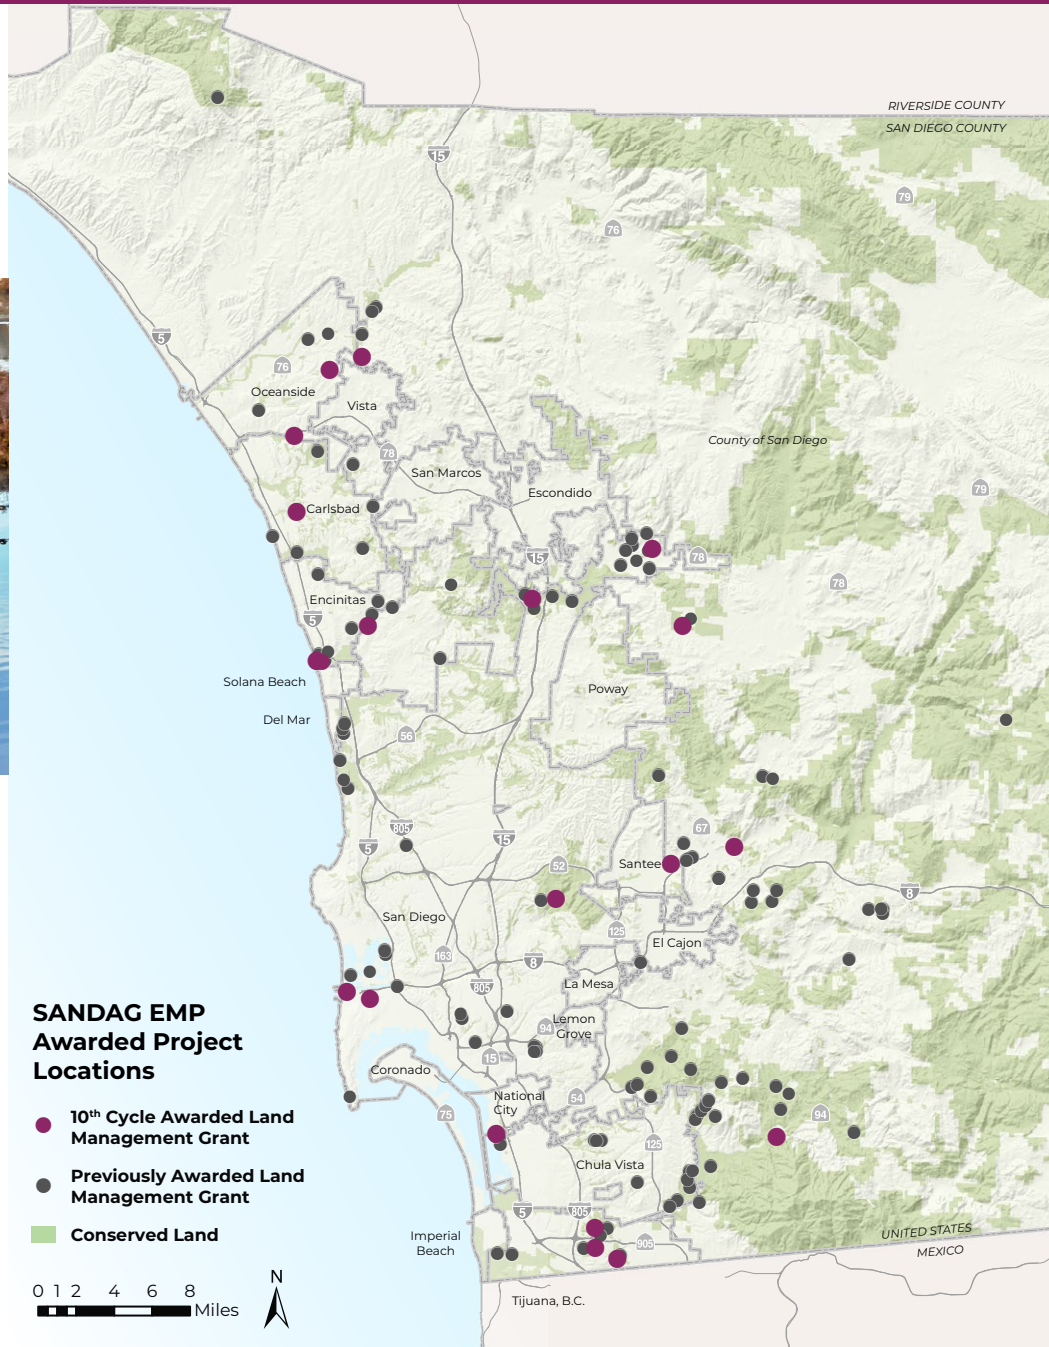 RIVERSIDE COUNTY
SAN DIEGO COUNTY
15
79
76
5
76
Oceanside
Vista
78
County of San Diego
San Marcos
Escondido
79
Carlsbad
15
78
78
Encinitas
5
Solana Beach
Poway
Del Mar
56
67
805
15
5
52
Santee
8
San Diego
125
El Cajon
163
8
La Mesa
805
SANDAG EMP
Awarded Project
Locations
94
Lemon
Grove
15
Coronado
National
City
54
75
94
10th Cycle Awarded Land
Management Grant
125
Chula Vista
Previously Awarded Land
Management Grant
5
805
Conserved Land
Imperial
Beach
905
UNITED STATES
MEXICO
0 1 2 4 6 8
Miles
N
Tijuana, B.C.